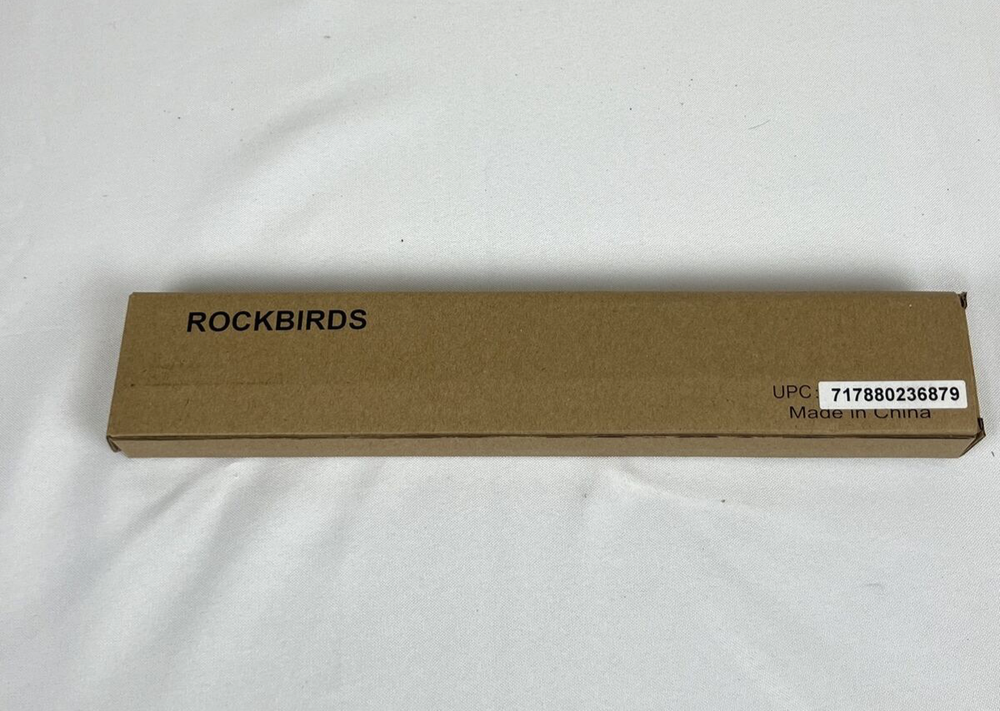 ROCKBIRDS
UPC: 717880236879
Made in China